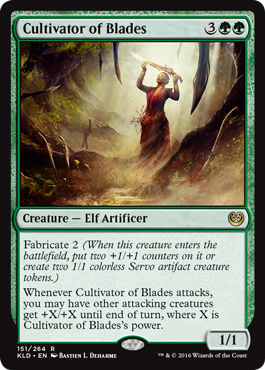 Cultivator of Blades 3
Creature — Elf Artificer
Fabricate 2 (When this creature enters the
battlefield, put two +1/+1 counters on it or
create two 1/1 colorless Servo artifact creature
tokens.)
Whenever Cultivator of Blades attacks,
you may have other attacking creatures
get +X/+X until end of turn, where X is
Cultivator of Blades's power.
1/1
151/264 R
KLD • EN Bastien L. Deharme ™ & © 2016 Wizards of the Coast